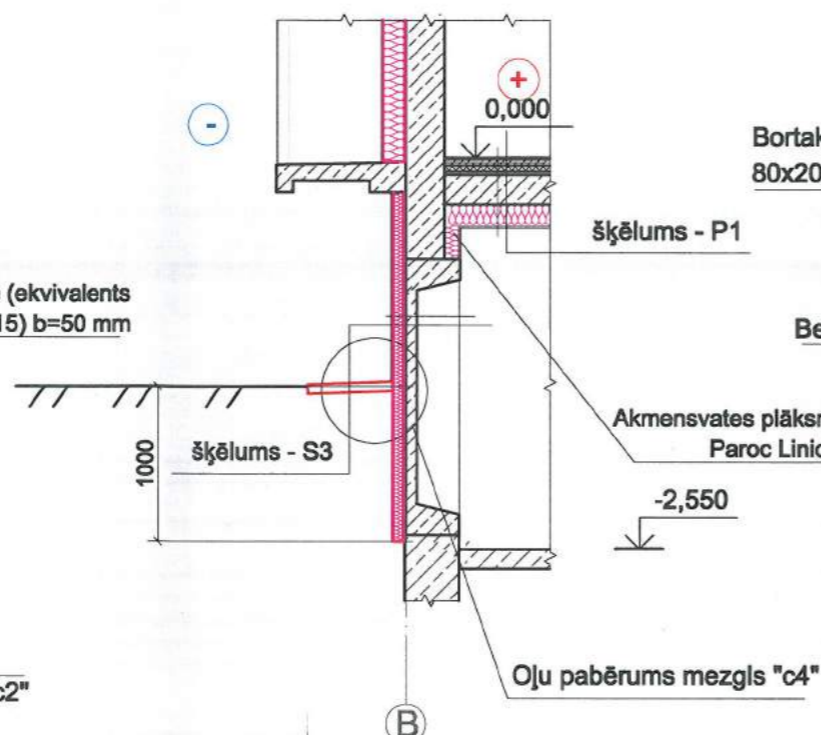 +
-
0,000
Bortak
80x20
šķēlums - P1
(ekvivalents
15) b=50 mm
Be
šķēlums - S3
1000
Akmensvates plāksn
Paroc Linio
-2,550
c2"
Oļu pabērums mezgls "c4"
B